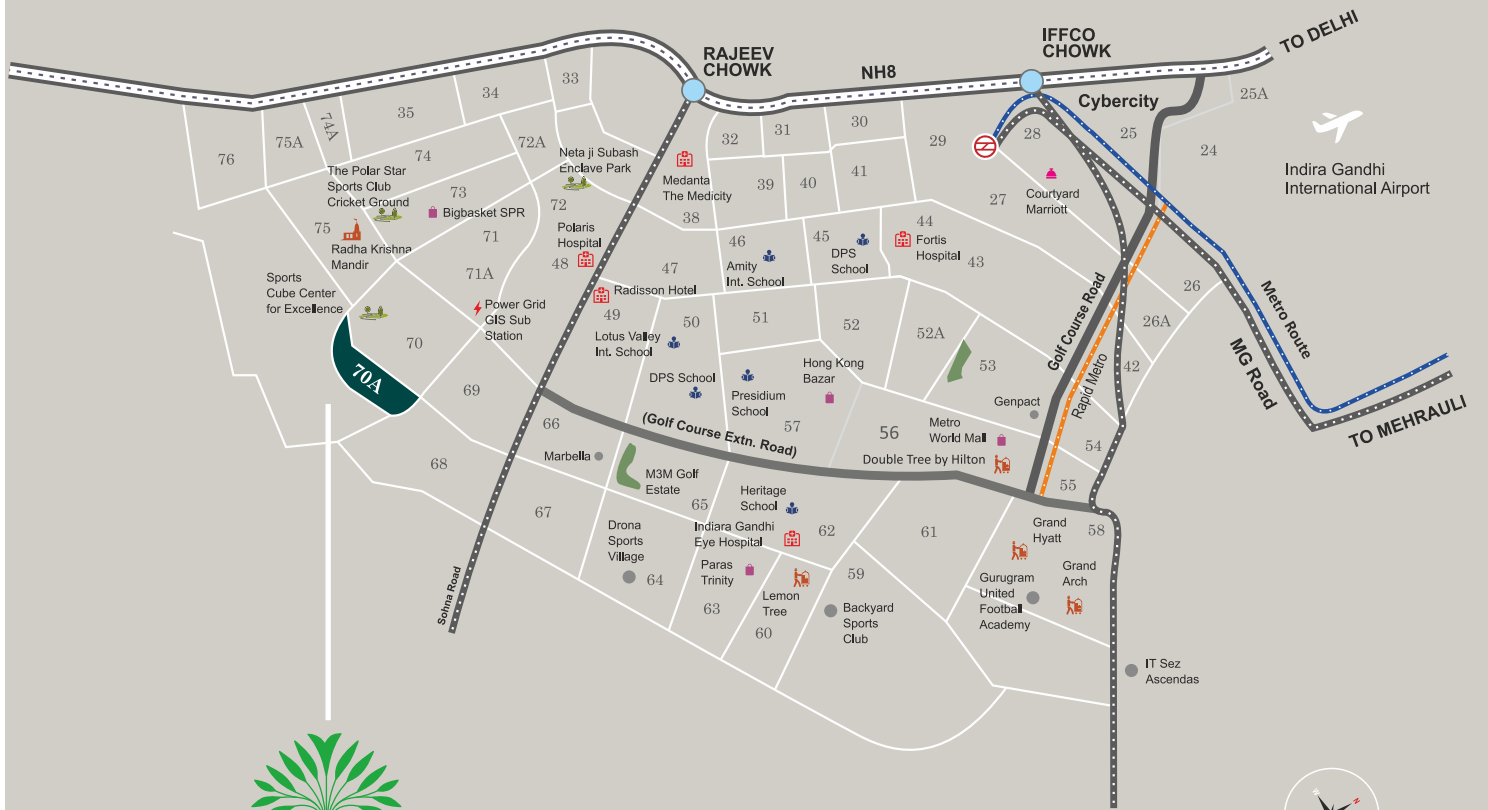 IFFCO
CHOWK
TO DELHI
RAJEEV
CHOWK
NH8
Cybercity
25A
33
34
35
74A
75A
76
72A
74
32
31
30
29
28
25
24
Neta ji Subash
Enclave Park
The Polar Star
Sports Club
Cricket Ground
Medanta
The Medicity
39
40
41
27
Courtyard
Marriott
Indira Gandhi
International Airport
73
Bigbasket SPR
72
38
75
Radha Krishna
Mandir
71
Polaris
Hospital
48
46
Amity
Int. School
45
DPS
School
44
Fortis
Hospital
43
47
71A
Sports
Cube Center
for Excellence
Power Grid
GIS Sub
Station
Radisson Hotel
49
26
26A
Golf Course Road
Metro Route
Rapid Metro
MG Road
TO MEHRAULI
70
70A
Lotus Valley
Int. School
50
51
52
52A
53
42
69
DPS School
Presidium
School
Hong Kong
Bazar
Genpact
66
(Golf Course Extn. Road)
57
56
Metro
World Mall
Double Tree by Hilton
54
55
68
Marbella
M3M Golf
Estate
67
65
Heritage
School
Indiara Gandhi
Eye Hospital
62
61
58
Grand
Hyatt
Drona
Sports
Village
64
Paras
Trinity
63
Lemon
Tree
60
59
Backyard
Sports
Club
Gurugram
United
Football
Academy
Grand
Arch
Sohna Road
IT Sez
Ascendas